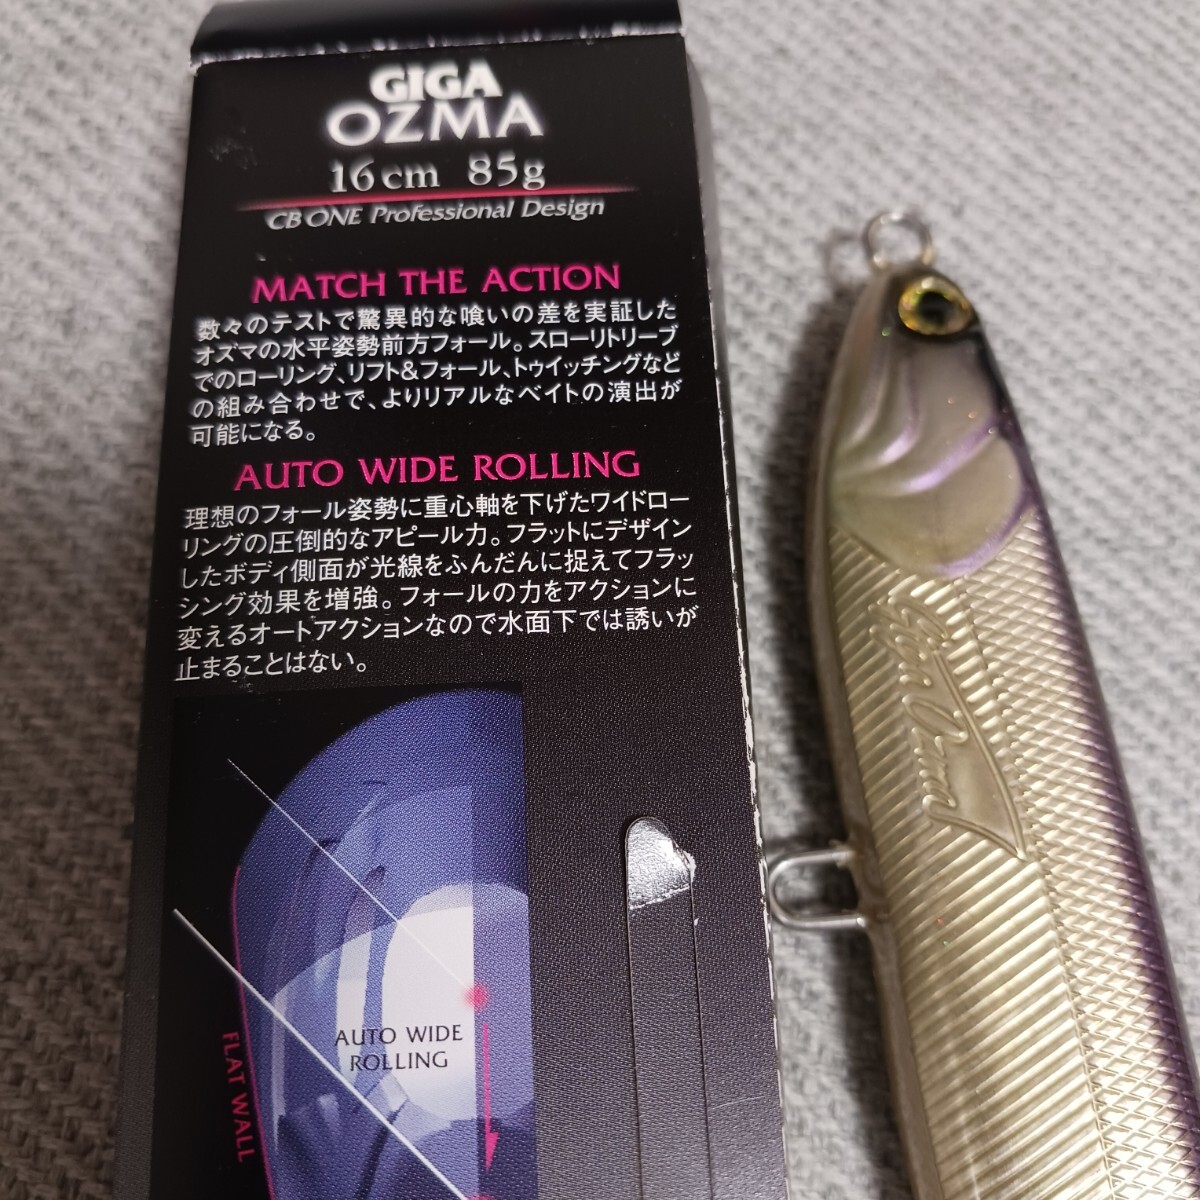 GIGA
OZMA
16cm 85g
CB ONE Professional Design
MATCH THE ACTION
数々のテストで驚異的な喰いの差を実証した
オズマの水平姿勢前方フォール。スローリトリーブ
でのローリング、リフト&フォール、トゥイッチングなど
の組み合わせで、よりリアルなベイトの演出が
可能になる。
AUTO WIDE ROLLING
理想のフォール姿勢に重心軸を下げたワイドロー
リングの圧倒的なアピール力。フラットにデザイン
したボディ側面が光線をふんだんに捉えてフラッ
シング効果を増強。フォールの力をアクションに
変えるオートアクションなので水面下では誘いが
止まることはない。
AUTO WIDE
ROLLING
FLAT WALL
Giga Ozma